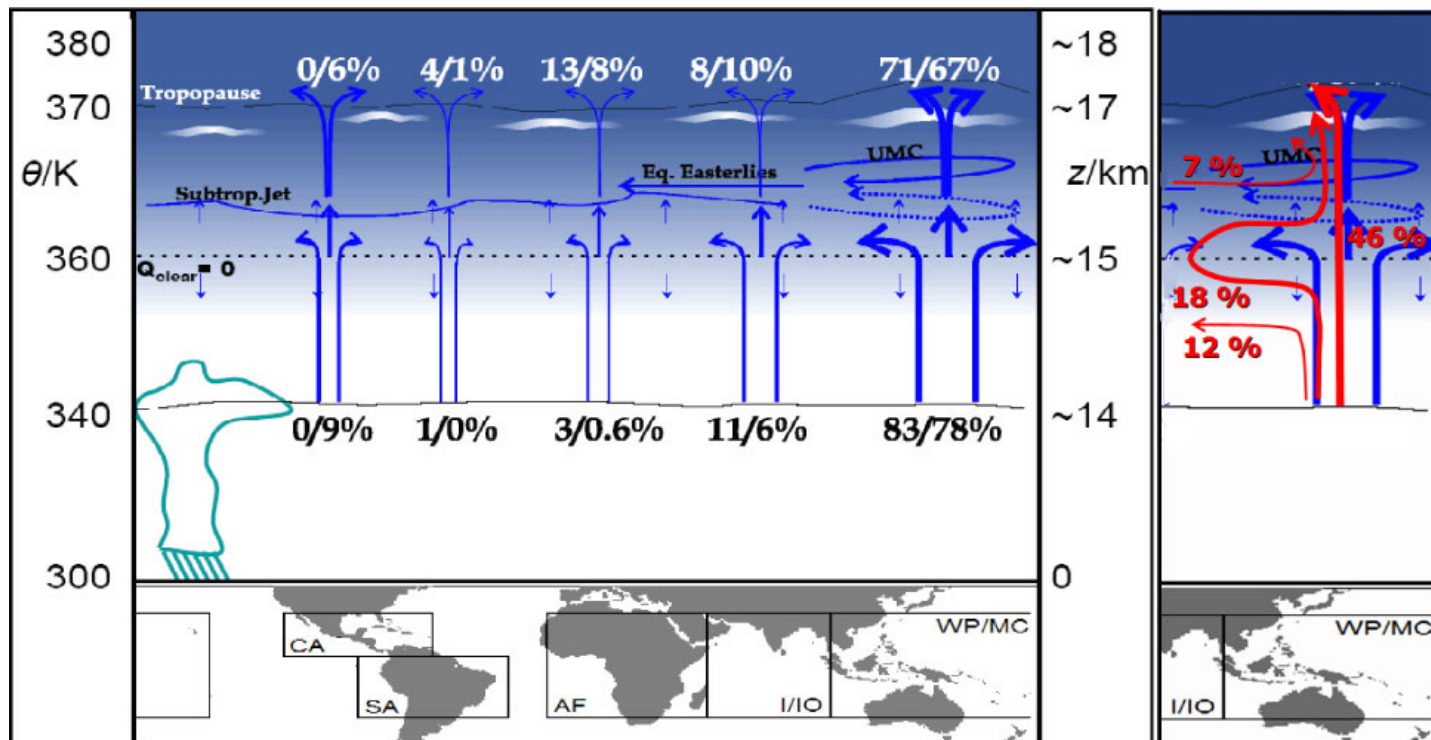 380
370
θ/K
360
340
300
0/6%
4/1%
13/8%
8/10%
71/67%
Tropopause
UMC
Eq. Easterlies
Subtrop.Jet
Qclear= 0
0/9%
1/0%
3/0.6%
11/6%
83/78%
CA
SA
AF
I/IO
WP/MC
~18
~17
z/km
~15
~14
0
7 %
UMC
46 %
18 %
12 %
WP/MC
I/IO